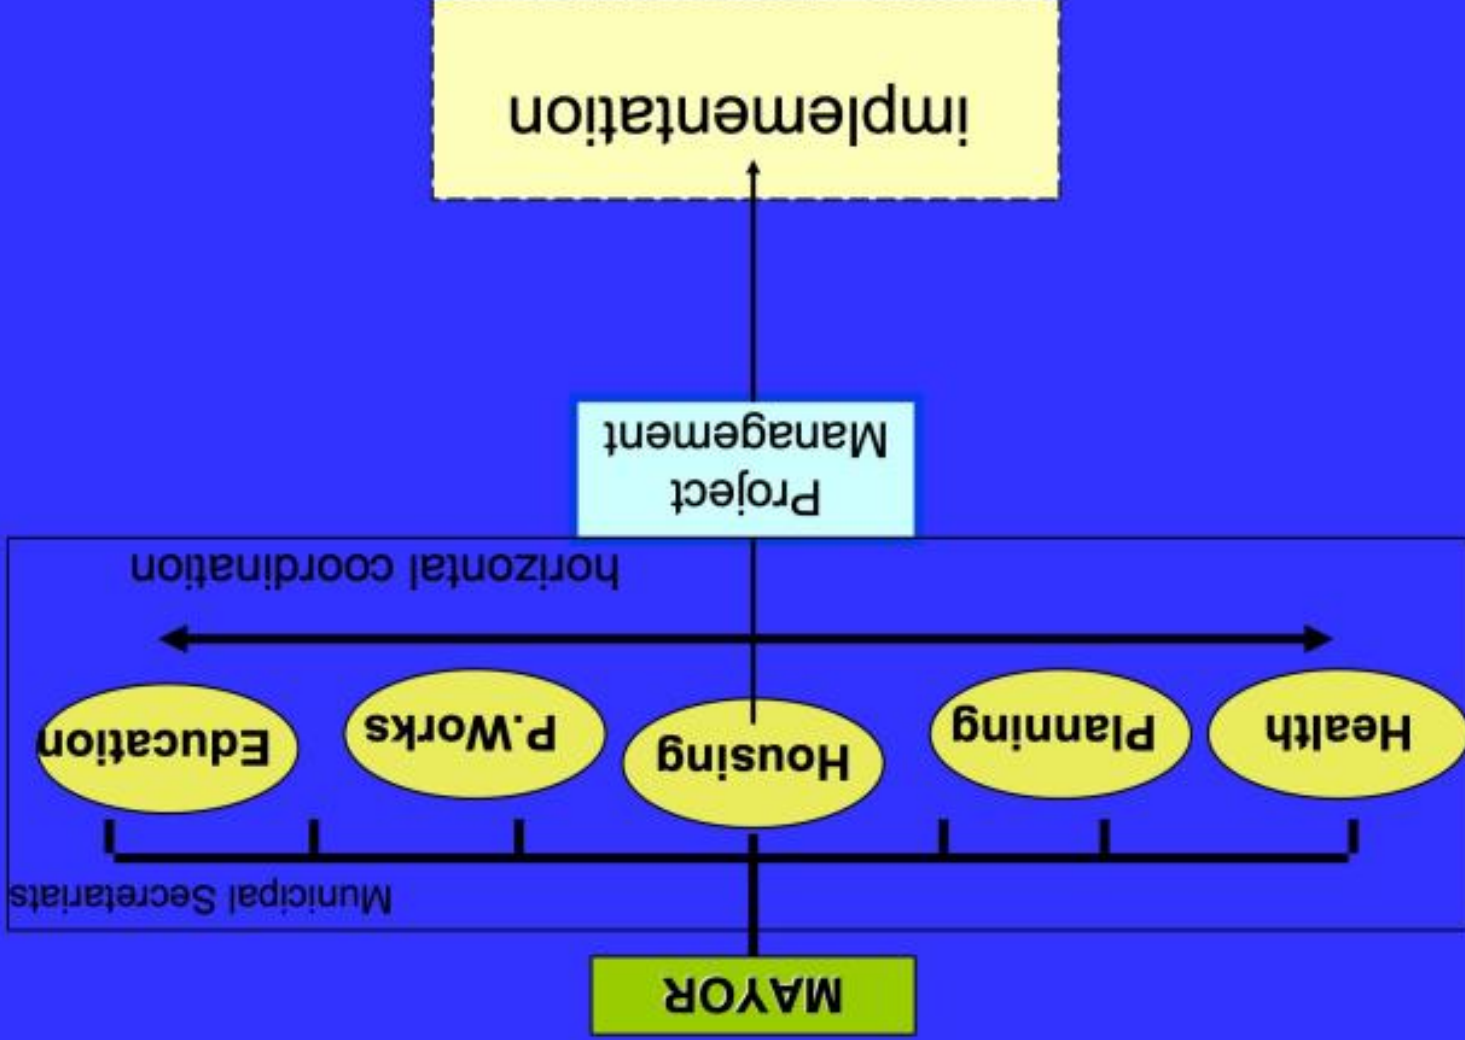 MAYOR
Municipal Secretariats
Health
Planning
Housing
P.Works
Education
horizontal coordination
Project
Management
implementation